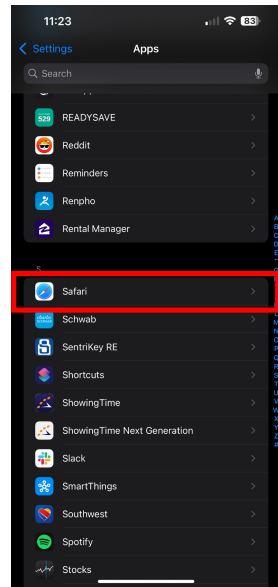 11:23
83
Settings
Apps
Search
529
READYSAVE
Reddit
Reminders
Renpho
Rental Manager
S
Safari
Schwab
SentriKey RE
Shortcuts
ShowingTime
ShowingTime Next Generation
Slack
SmartThings
Southwest
Spotify
Stocks
A
B
C
D
E
M
N
O
P
Q
R
S
T
U
V
W
X
Y
Z
#